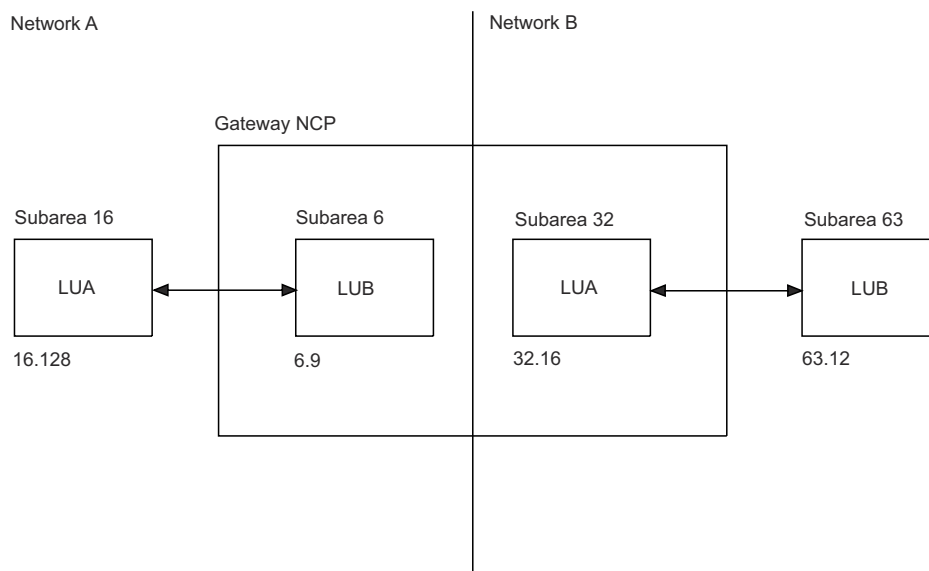 Network A
Network B
Gateway NCP
Subarea 16
Subarea 6
Subarea 32
Subarea 63
LUA
LUB
LUA
LUB
16.128
6.9
32.16
63.12